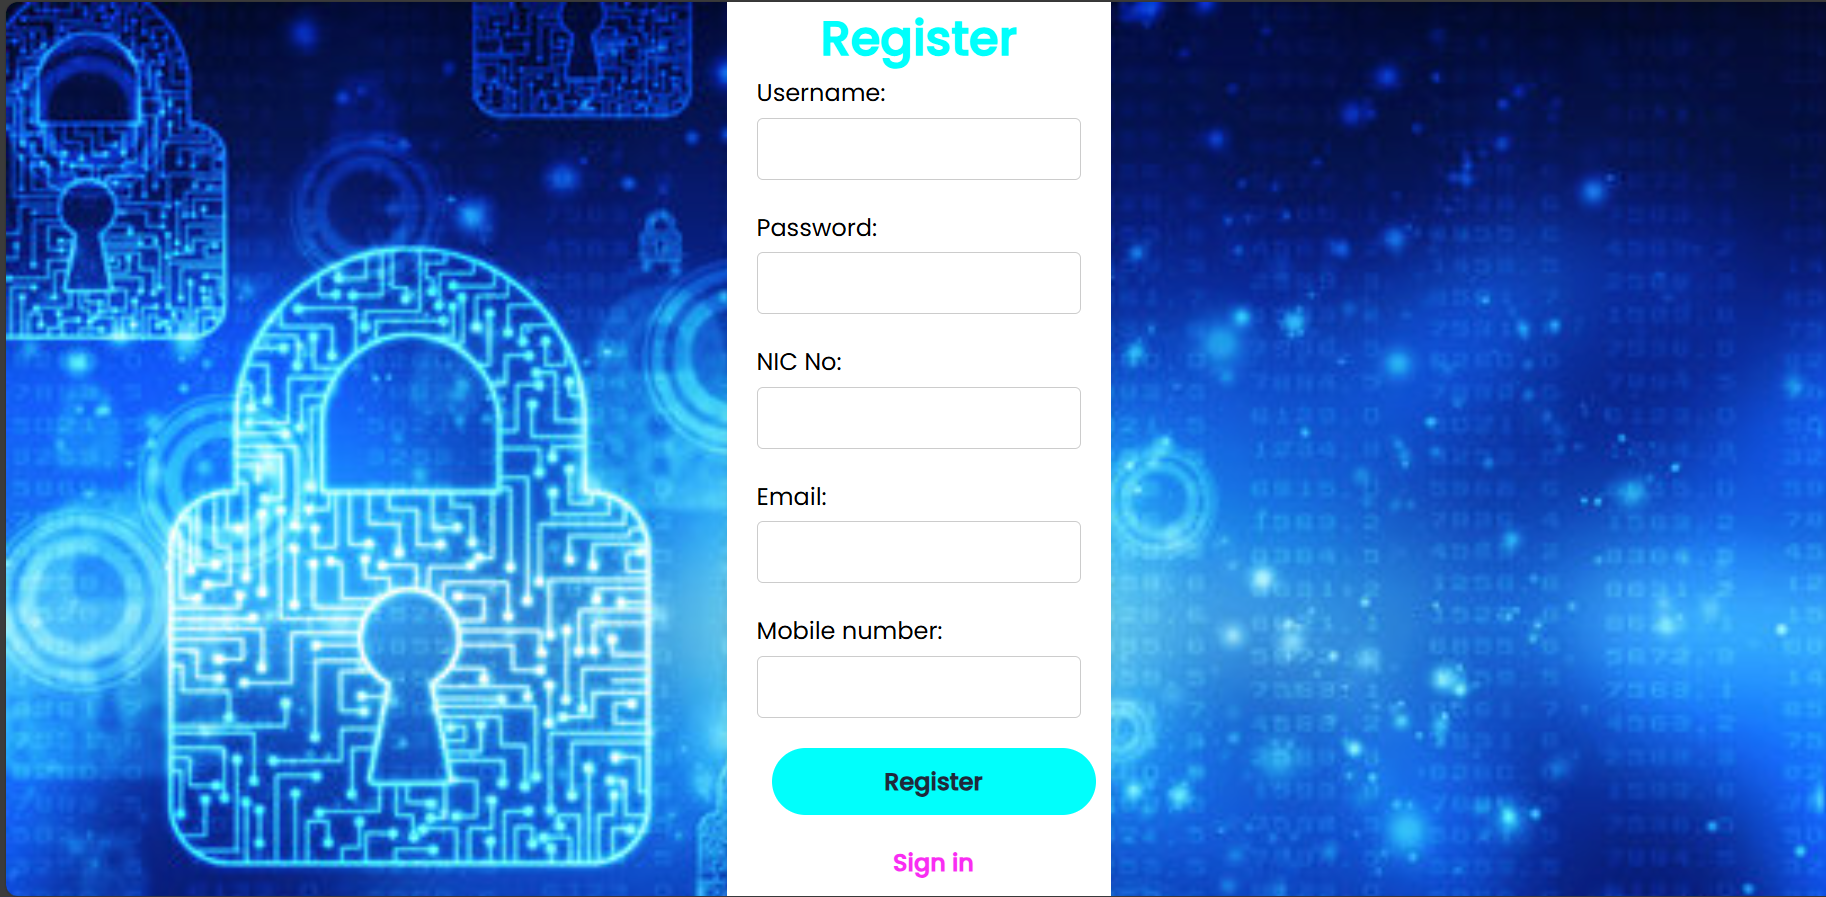 Register
Username:
Password:
NIC No:
Email:
Mobile number:
Register
Sign in